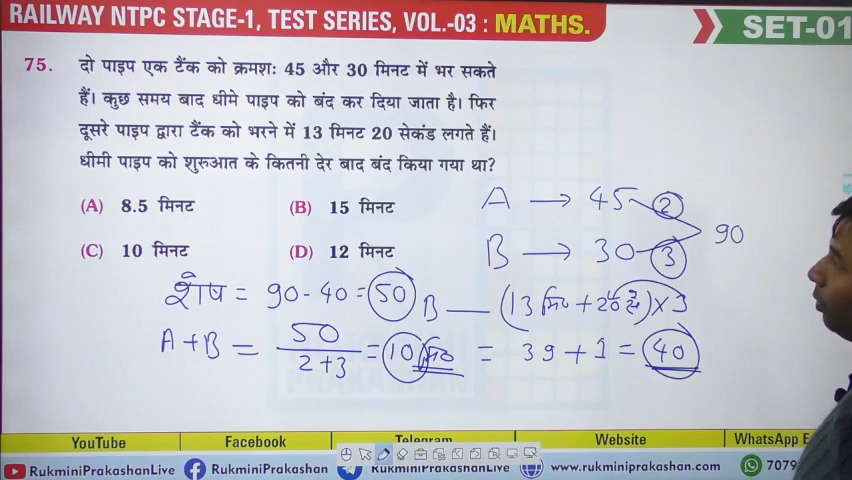 RAILWAY NTPC STAGE-1, TEST SERIES, VOL.-03 : MATHS.
SET-01
75. दो पाइप एक टैंक को क्रमशः 45 और 30 मिनट में भर सकते
हैं। कुछ समय बाद धीमे पाइप को बंद कर दिया जाता है। फिर
दूसरे पाइप द्वारा टैंक को भरने में 13 मिनट 20 सेकंड लगते हैं।
धीमी पाइप को शुरुआत के कितनी देर बाद बंद किया गया था?
(A) 8.5 मिनट (B) 15 मिनट
(C) 10 मिनट (D) 12 मिनट
A → 45 2
90
B → 30 3
शेष = 90 - 40 = 50
B — (13 मि० + 20 से०) × 3
A + B = 50 / 2 + 3 = 10 मि०
= 39 + 1 = 40
YouTube Facebook Telegram Website WhatsApp
RukminiPrakashanLive RukminiPrakashan RukminiPrakashanLive www.rukminiprakashan.com 7079